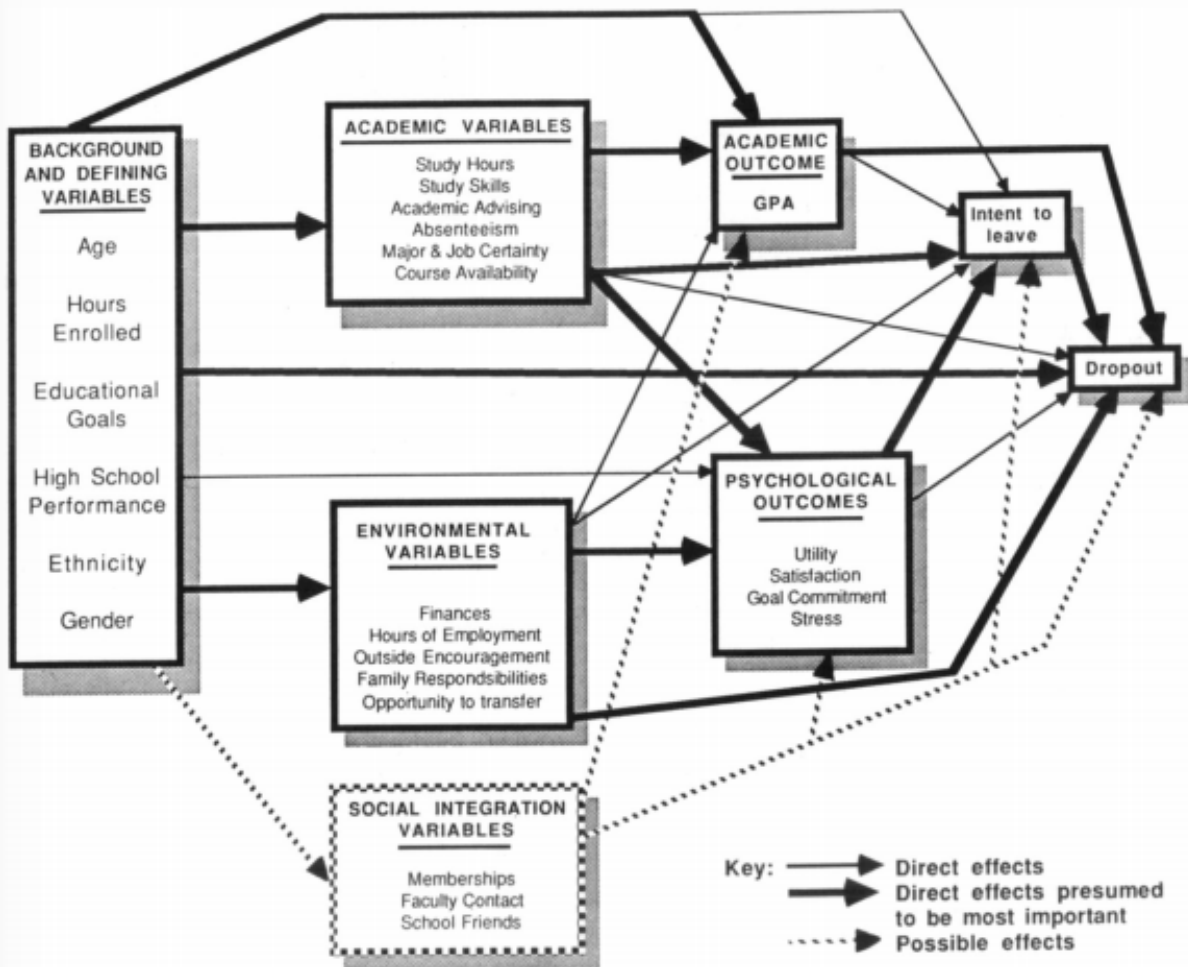 BACKGROUND
AND DEFINING
VARIABLES
Age
Hours
Enrolled
Educational
Goals
High School
Performance
Ethnicity
Gender
ACADEMIC VARIABLES
Study Hours
Study Skills
Academic Advising
Absenteeism
Major & Job Certainty
Course Availability
ENVIRONMENTAL
VARIABLES
Finances
Hours of Employment
Outside Encouragement
Family Respondsibilities
Opportunity to transfer
SOCIAL INTEGRATION
VARIABLES
Memberships
Faculty Contact
School Friends
ACADEMIC
OUTCOME
GPA
PSYCHOLOGICAL
OUTCOMES
Utility
Satisfaction
Goal Commitment
Stress
Intent to
leave
Dropout
Key:
Direct effects
Direct effects presumed
to be most important
Possible effects